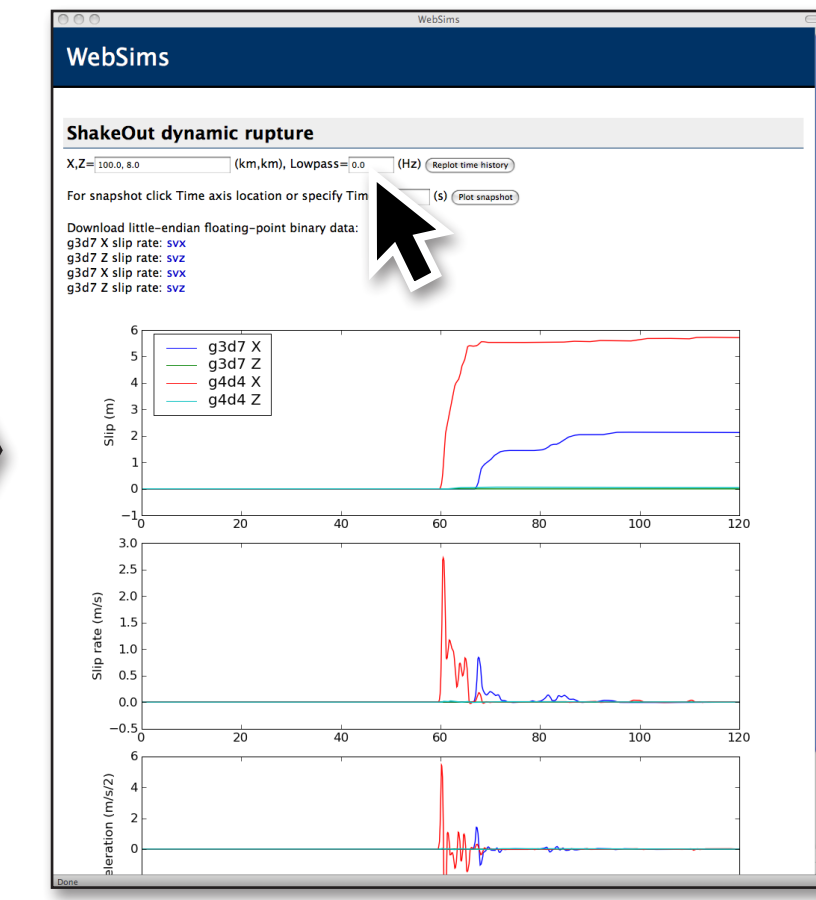 WebSims
WebSims
ShakeOut dynamic rupture
X,Z= 100.0, 8.0 (km,km), Lowpass= 0.0 (Hz) Replot time history
For snapshot click Time axis location or specify (s) Plot snapshot
Download little-endian floating-point binary data:
g3d7 X slip rate: svx
g3d7 Z slip rate: svz
g3d7 X slip rate: svx
g3d7 Z slip rate: svz
6
5
4
3
2
1
0
−1
Slip (m)
g3d7 X
g3d7 Z
g4d4 X
g4d4 Z
0 20 40 60 80 100 120
3.0
2.5
2.0
1.5
1.0
0.5
0.0
−0.5
Slip rate (m/s)
0 20 40 60 80 100 120
6
4
2
0
(m/s/2)
Done